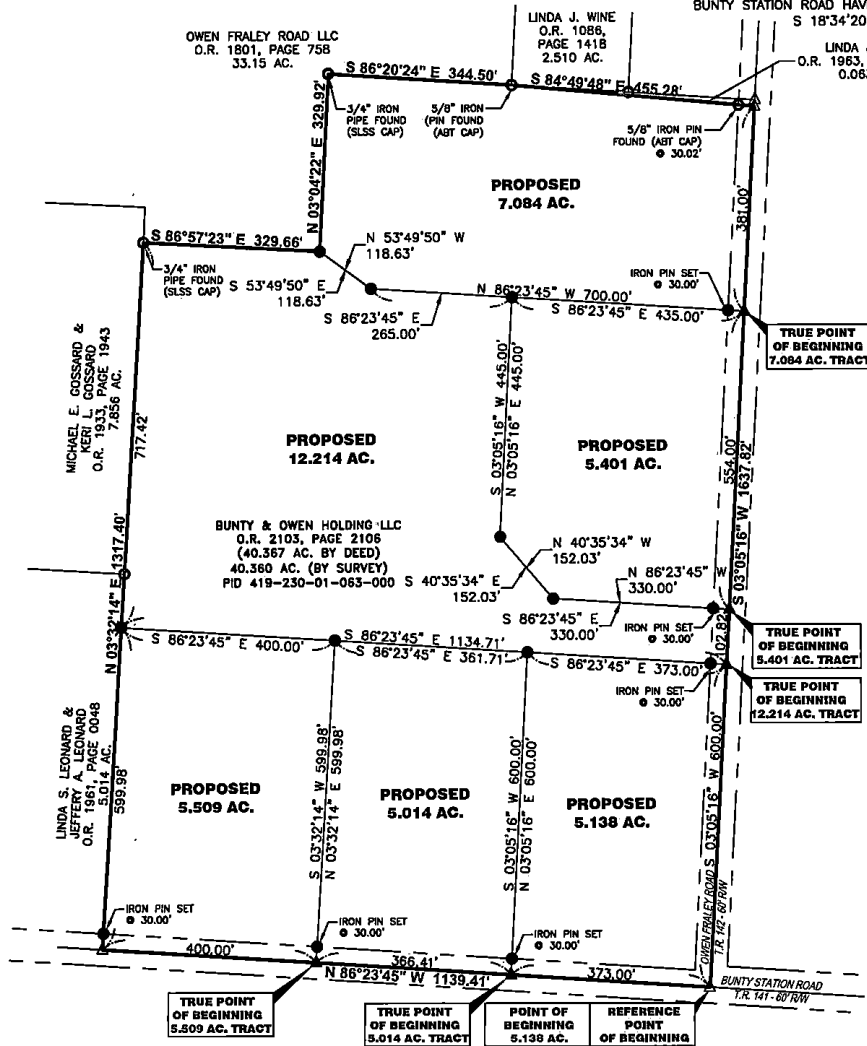 BUNTY STATION ROAD HAV
S 18°34'20
LINDA J. WINE
O.R. 1086,
PAGE 1418
2.510 AC.
OWEN FRALEY ROAD LLC
O.R. 1801, PAGE 758
33.15 AC.
LINDA
O.R. 1963,
0.063
S 86°20'24" E 344.50'
S 84°49'48" E 455.28'
3/4" IRON
PIPE FOUND
(SLSS CAP)
5/8" IRON
(PIN FOUND
(ABT CAP)
5/8" IRON PIN
FOUND (ABT CAP)
@ 30.02'
N 03°04'22" E 329.92'
PROPOSED
7.084 AC.
381.00'
S 86°57'23" E 329.66'
3/4" IRON
PIPE FOUND
(SLSS CAP)
N 53°49'50" W
118.63'
S 53°49'50" E
118.63'
IRON PIN SET
@ 30.00'
N 86°23'45" W 700.00'
S 86°23'45" E
265.00'
S 86°23'45" E 435.00'
TRUE POINT
OF BEGINNING
7.084 AC. TRACT
MICHAEL E. GOSSARD &
KERI L. GOSSARD
O.R. 1933, PAGE 1943
7.856 AC.
717.42'
PROPOSED
12.214 AC.
S 03°05'16" W 445.00'
N 03°05'16" E 445.00'
PROPOSED
5.401 AC.
554.00'
S 03°05'16" W 1637.82'
BUNTY & OWEN HOLDING LLC
O.R. 2103, PAGE 2106
(40.367 AC. BY DEED)
40.360 AC. (BY SURVEY)
PID 419-230-01-063-000
N 40°35'34" W
152.03'
S 40°35'34" E
152.03'
N 86°23'45" W
330.00'
S 86°23'45" E
330.00'
IRON PIN SET
@ 30.00'
102.82'
TRUE POINT
OF BEGINNING
5.401 AC. TRACT
N 03°32'14" E 1317.40'
S 86°23'45" E 400.00'
S 86°23'45" E 1134.71'
S 86°23'45" E 361.71'
S 86°23'45" E 373.00'
IRON PIN SET
@ 30.00'
TRUE POINT
OF BEGINNING
12.214 AC. TRACT
LINDA S. LEONARD &
JEFFERY A. LEONARD
O.R. 1961, PAGE 0048
5.014 AC.
599.98'
PROPOSED
5.509 AC.
S 03°32'14" W 599.98'
N 03°32'14" E 599.98'
PROPOSED
5.014 AC.
S 03°05'16" W 600.00'
N 03°05'16" E 600.00'
PROPOSED
5.138 AC.
S 03°05'16" W 600.00'
OWEN FRALEY ROAD
T.R. 142 - 60' R/W
IRON PIN SET
@ 30.00'
IRON PIN SET
@ 30.00'
IRON PIN SET
@ 30.00'
400.00'
366.41'
N 86°23'45" W 1139.41'
373.00'
BUNTY STATION ROAD
T.R. 141 - 60' R/W
TRUE POINT
OF BEGINNING
5.509 AC. TRACT
TRUE POINT
OF BEGINNING
5.014 AC. TRACT
POINT OF
BEGINNING
5.138 AC.
REFERENCE
POINT
OF BEGINNING